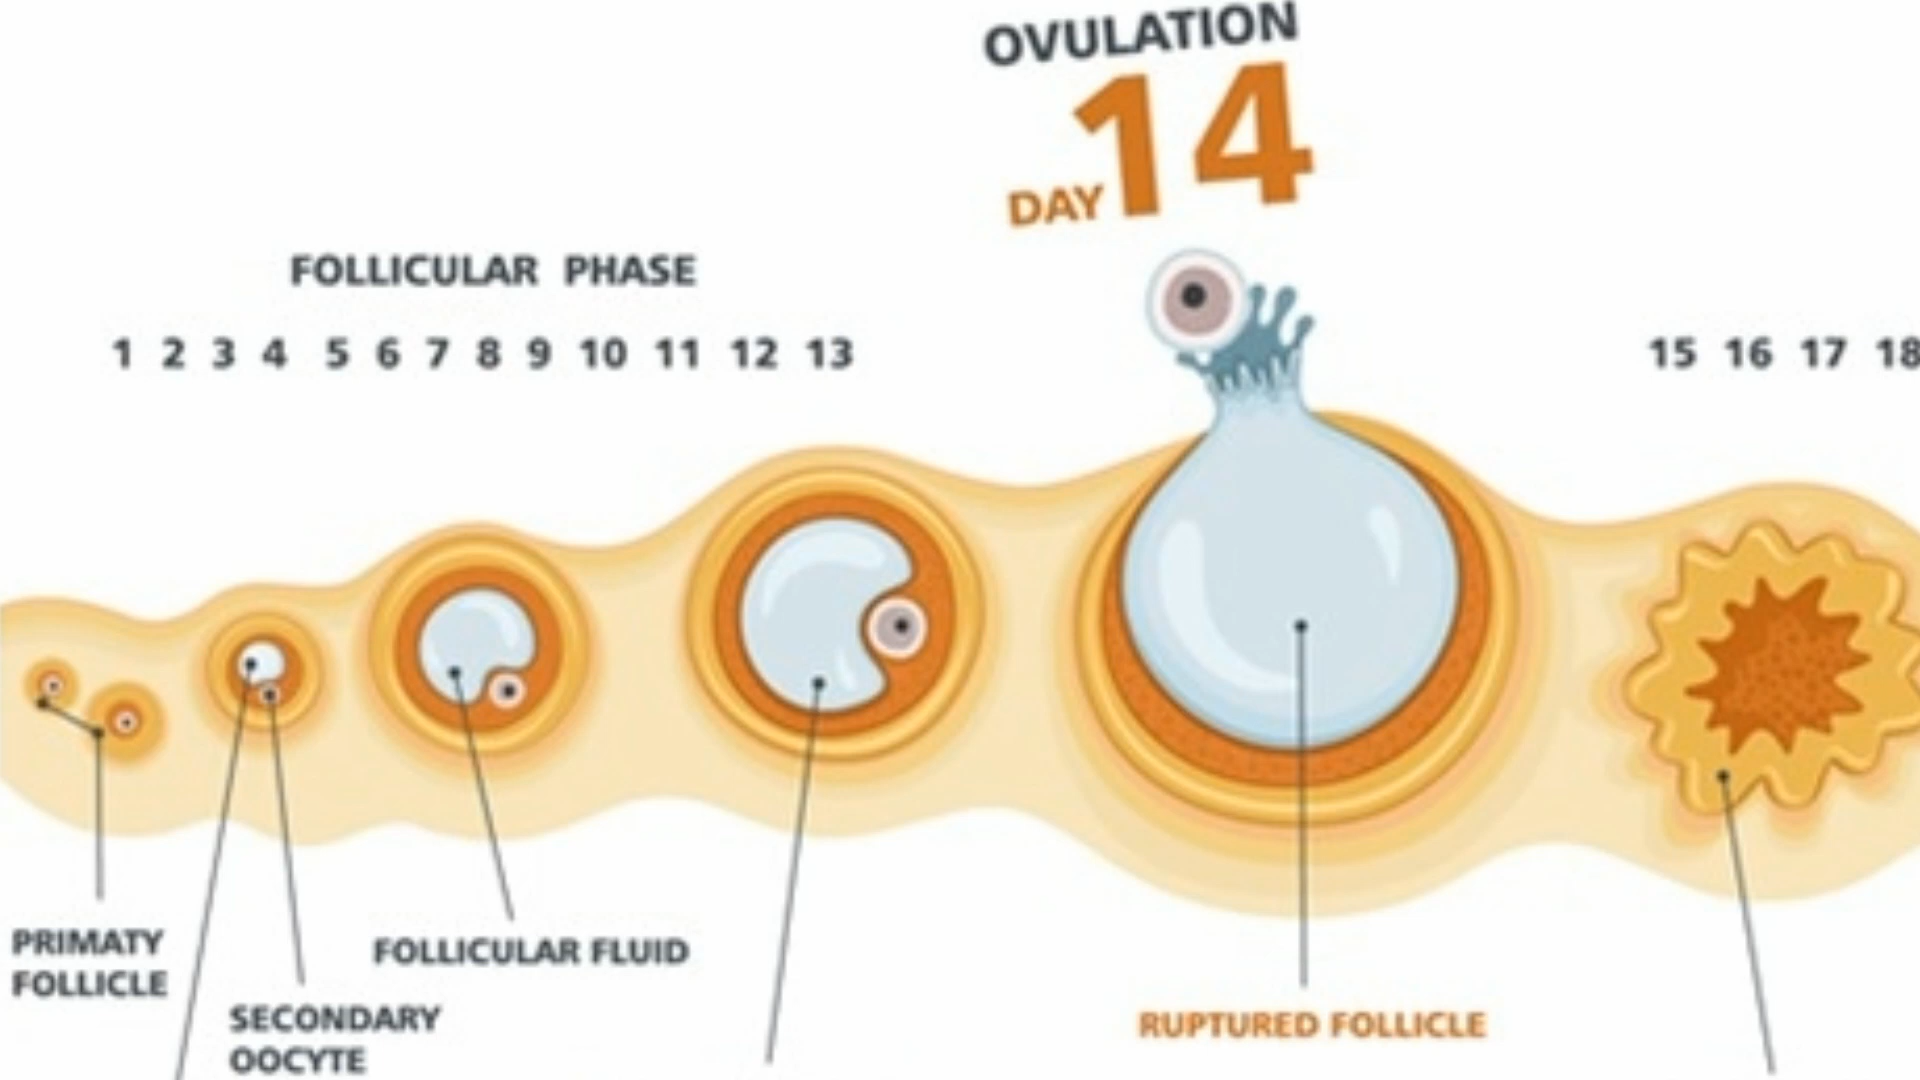 OVULATION
DAY 14
FOLLICULAR PHASE
1 2 3 4 5 6 7 8 9 10 11 12 13
15 16 17 18
PRIMATY
FOLLICLE
FOLLICULAR FLUID
SECONDARY
OOCYTE
RUPTURED FOLLICLE